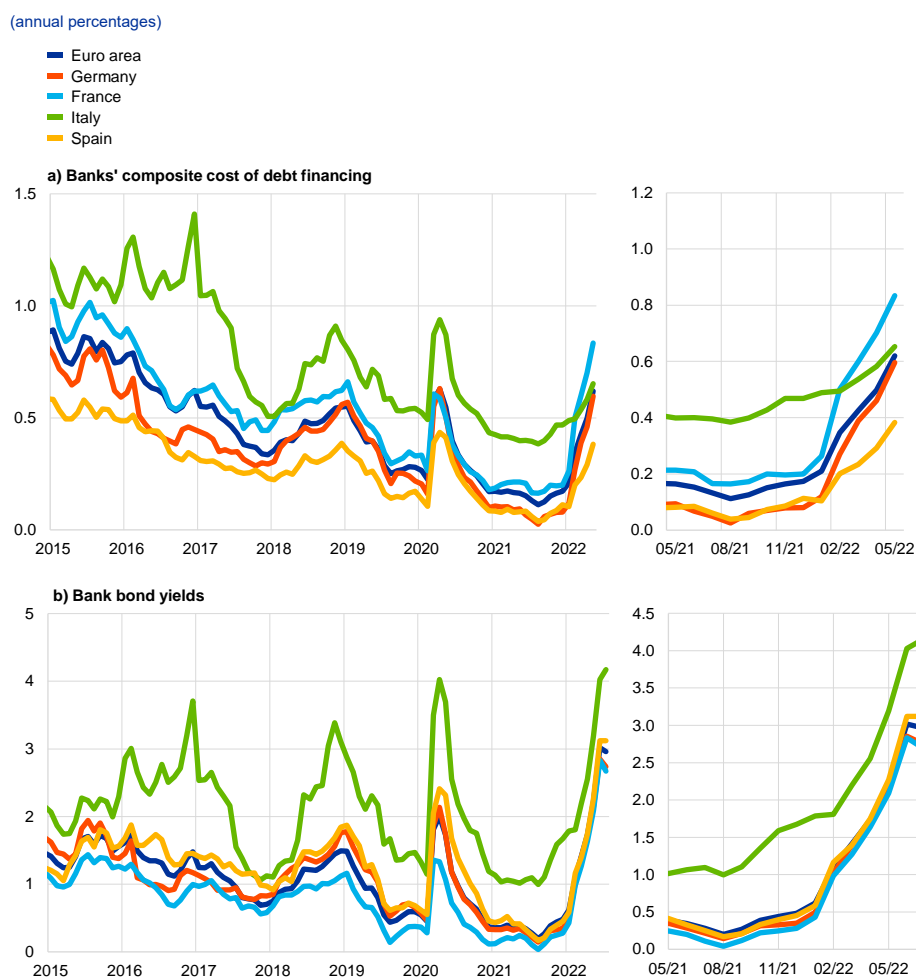 (annual percentages)
Euro area
Germany
France
Italy
Spain
a) Banks' composite cost of debt financing
1.5
1.0
0.5
0.0
2015 2016 2017 2018 2019 2020 2021 2022
1.2
1.0
0.8
0.6
0.4
0.2
0.0
05/21 08/21 11/21 02/22 05/22
b) Bank bond yields
5
4
3
2
1
0
2015 2016 2017 2018 2019 2020 2021 2022
4.5
4.0
3.5
3.0
2.5
2.0
1.5
1.0
0.5
0.0
05/21 08/21 11/21 02/22 05/22